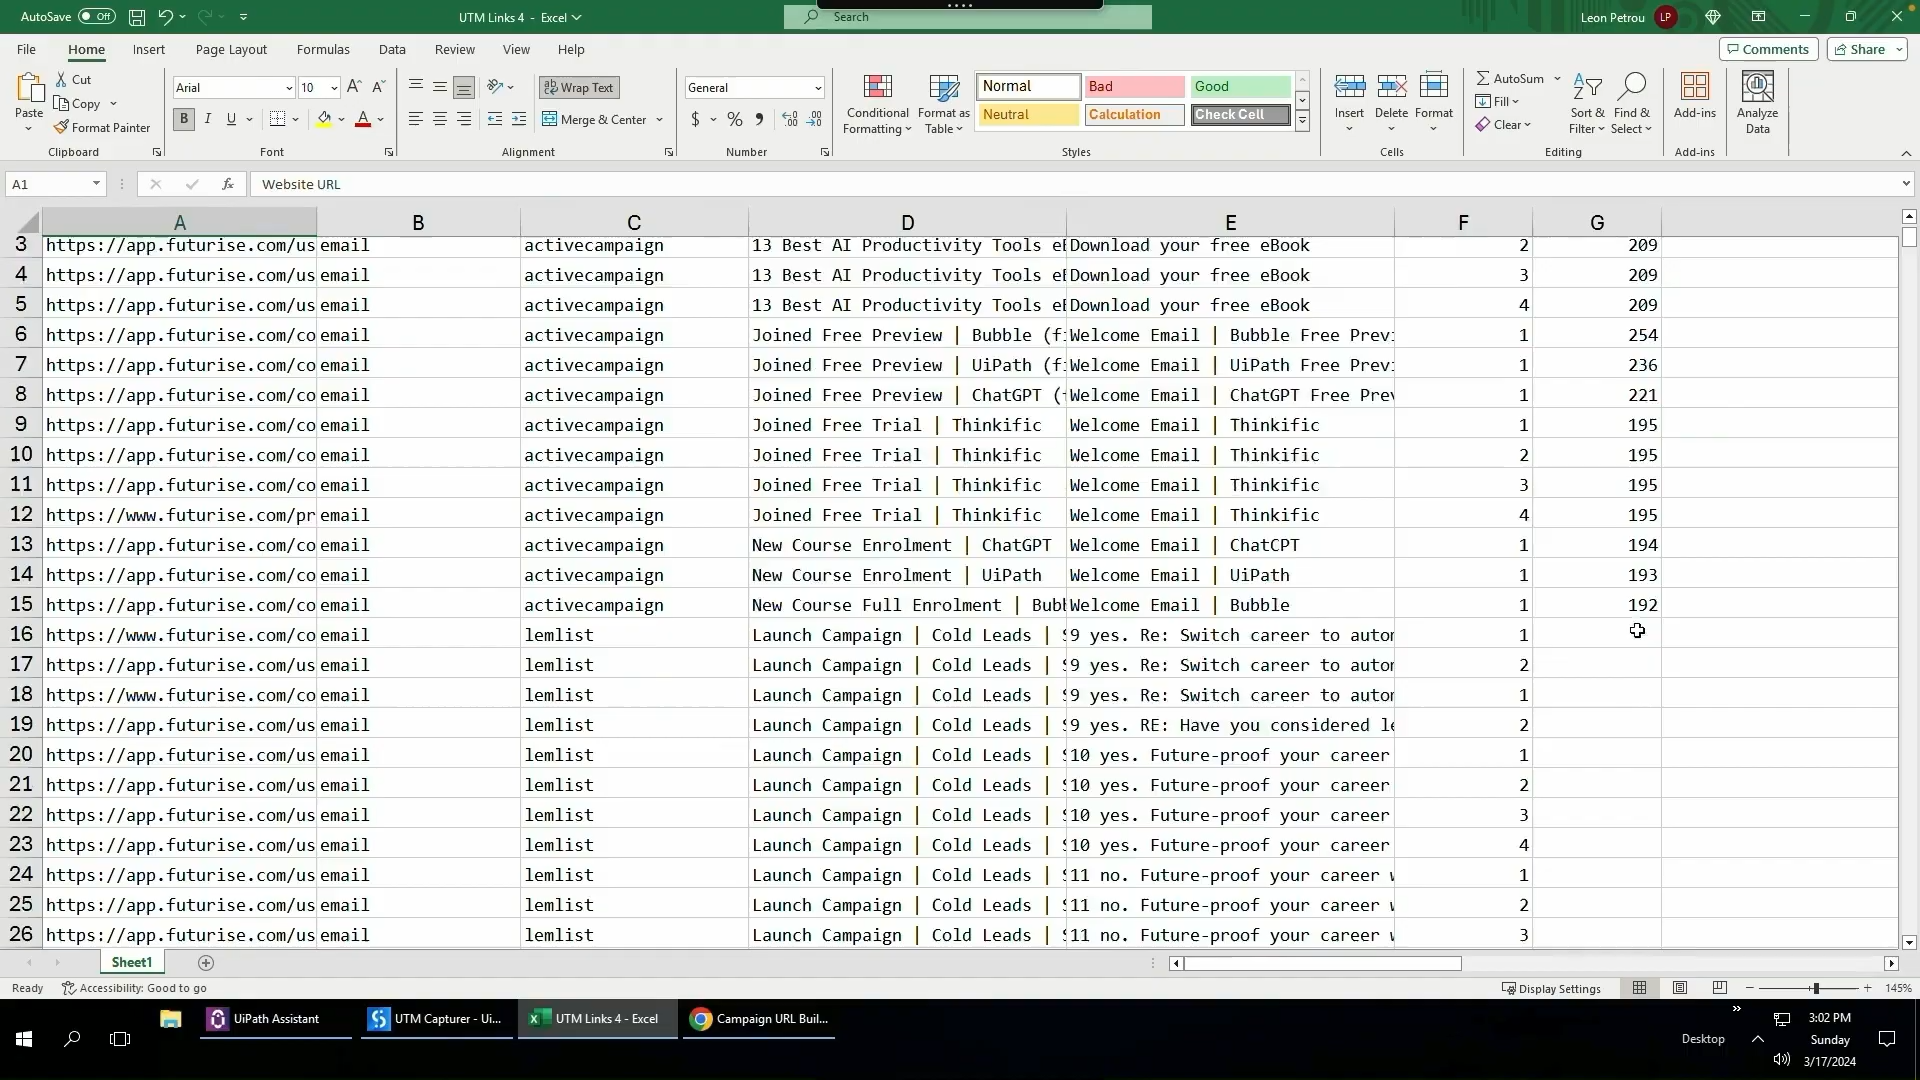 AutoSave Off UTM Links 4 - Excel Search Leon Petrou LP
File Home Insert Page Layout Formulas Data Review View Help Comments Share
Paste Cut Copy Format Painter Clipboard
Arial 10 B I U Font
Wrap Text Merge & Center Alignment
General $ % Number
Conditional Formatting Format as Table
Normal Bad Good
Neutral Calculation Check Cell
Styles
Insert Delete Format Cells
AutoSum Fill Clear Sort & Filter Find & Select Editing
Add-ins Add-ins
Analyze Data
A1 fx Website URL
A B C D E F G
3 https://app.futurise.com/us email activecampaign 13 Best AI Productivity Tools eB Download your free eBook 2 209
4 https://app.futurise.com/us email activecampaign 13 Best AI Productivity Tools eB Download your free eBook 3 209
5 https://app.futurise.com/us email activecampaign 13 Best AI Productivity Tools eB Download your free eBook 4 209
6 https://app.futurise.com/co email activecampaign Joined Free Preview | Bubble (f Welcome Email | Bubble Free Previ 1 254
7 https://app.futurise.com/co email activecampaign Joined Free Preview | UiPath (f Welcome Email | UiPath Free Previ 1 236
8 https://app.futurise.com/co email activecampaign Joined Free Preview | ChatGPT ( Welcome Email | ChatGPT Free Prev 1 221
9 https://app.futurise.com/co email activecampaign Joined Free Trial | Thinkific Welcome Email | Thinkific 1 195
10 https://app.futurise.com/co email activecampaign Joined Free Trial | Thinkific Welcome Email | Thinkific 2 195
11 https://app.futurise.com/co email activecampaign Joined Free Trial | Thinkific Welcome Email | Thinkific 3 195
12 https://www.futurise.com/pr email activecampaign Joined Free Trial | Thinkific Welcome Email | Thinkific 4 195
13 https://app.futurise.com/co email activecampaign New Course Enrolment | ChatGPT Welcome Email | ChatCPT 1 194
14 https://app.futurise.com/co email activecampaign New Course Enrolment | UiPath Welcome Email | UiPath 1 193
15 https://app.futurise.com/co email activecampaign New Course Full Enrolment | Bubb Welcome Email | Bubble 1 192
16 https://www.futurise.com/co email lemlist Launch Campaign | Cold Leads | S 9 yes. Re: Switch career to autom 1
17 https://app.futurise.com/us email lemlist Launch Campaign | Cold Leads | S 9 yes. Re: Switch career to autom 2
18 https://www.futurise.com/co email lemlist Launch Campaign | Cold Leads | S 9 yes. Re: Switch career to autom 1
19 https://app.futurise.com/us email lemlist Launch Campaign | Cold Leads | S 9 yes. RE: Have you considered le 2
20 https://app.futurise.com/us email lemlist Launch Campaign | Cold Leads | S 10 yes. Future-proof your career 1
21 https://app.futurise.com/us email lemlist Launch Campaign | Cold Leads | S 10 yes. Future-proof your career 2
22 https://app.futurise.com/us email lemlist Launch Campaign | Cold Leads | S 10 yes. Future-proof your career 3
23 https://app.futurise.com/us email lemlist Launch Campaign | Cold Leads | S 10 yes. Future-proof your career 4
24 https://app.futurise.com/us email lemlist Launch Campaign | Cold Leads | S 11 no. Future-proof your career w 1
25 https://app.futurise.com/us email lemlist Launch Campaign | Cold Leads | S 11 no. Future-proof your career w 2
26 https://app.futurise.com/us email lemlist Launch Campaign | Cold Leads | S 11 no. Future-proof your career w 3
Sheet1
Ready Accessibility: Good to go Display Settings 145%
UiPath Assistant UTM Capturer - Ui... UTM Links 4 - Excel Campaign URL Buil...
Desktop
3:02 PM
Sunday
3/17/2024